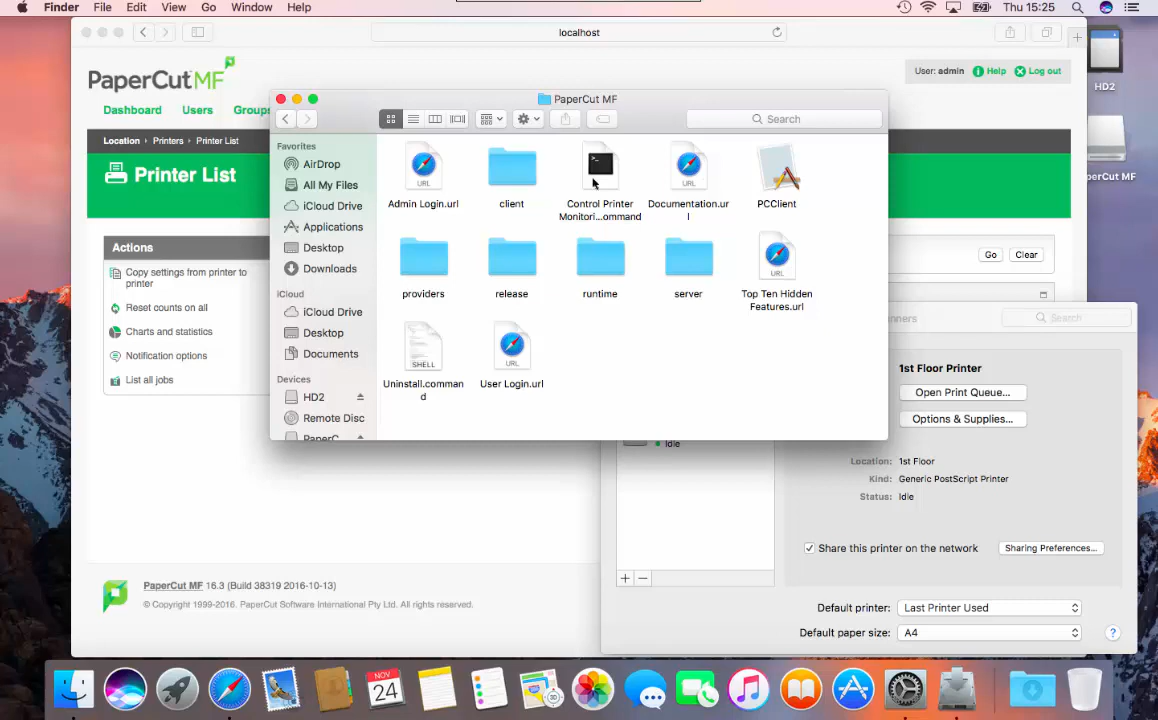 Finder File Edit View Go Window Help Thu 15:25
localhost
PaperCutMF
User: admin Help Log out
Dashboard Users Groups
Location Printers Printer List
Printer List
Actions
Copy settings from printer to
printer
Reset counts on all
Charts and statistics
Notification options
List all jobs
Go Clear
PaperCut MF
Search
Favorites
AirDrop
All My Files
iCloud Drive
Applications
Desktop
Downloads
iCloud
iCloud Drive
Desktop
Documents
Devices
HD2
Remote Disc
PaperC
URL
Admin Login.url
client
Control Printer
Monitori...ommand
URL
Documentation.ur
l
PCClient
providers
release
runtime
server
URL
Top Ten Hidden
Features.url
SHELL
Uninstall.comman
d
URL
User Login.url
HD2
perCut MF
nners
Search
1st Floor Printer
Open Print Queue...
Options & Supplies...
Idle
Location: 1st Floor
Kind: Generic PostScript Printer
Status: Idle
Share this printer on the network Sharing Preferences...
Default printer: Last Printer Used
Default paper size: A4
?
PaperCut MF 16.3 (Build 38319 2016-10-13)
© Copyright 1999-2016. PaperCut Software International Pty Ltd. All rights reserved.
NOV
24